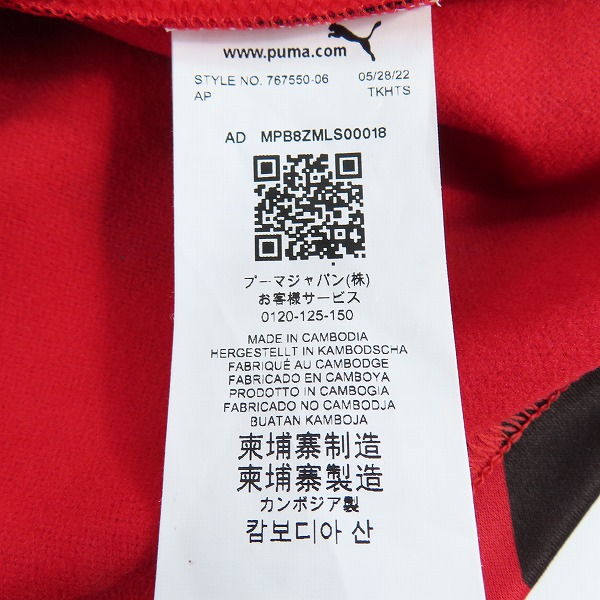 www.puma.com
STYLE NO. 767550-06 05/28/22
AP TKHTS
AD MPB8ZMLS00018
プーマジャパン(株)
お客様サービス
0120-125-150
MADE IN CAMBODIA
HERGESTELLT IN KAMBODSCHA
FABRIQUÉ AU CAMBODGE
FABRICADO EN CAMBOYA
PRODOTTO IN CAMBOGIA
FABRICADO NO CAMBODJA
BUATAN KAMBOJA
柬埔寨制造
柬埔寨製造
カンボジア製
캄보디아 산